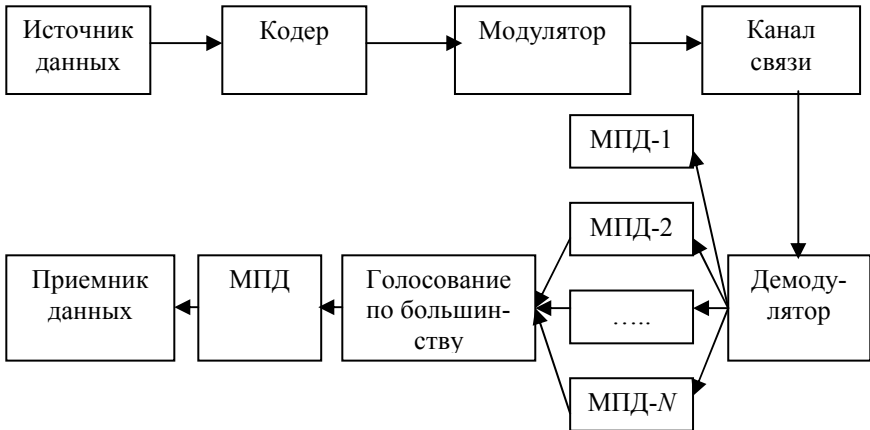 Источник
данных
Кодер
Модулятор
Канал
связи
МПД-1
МПД-2
…..
МПД-N
Приемник
данных
МПД
Голосование
по большин-
ству
Демоду-
лятор